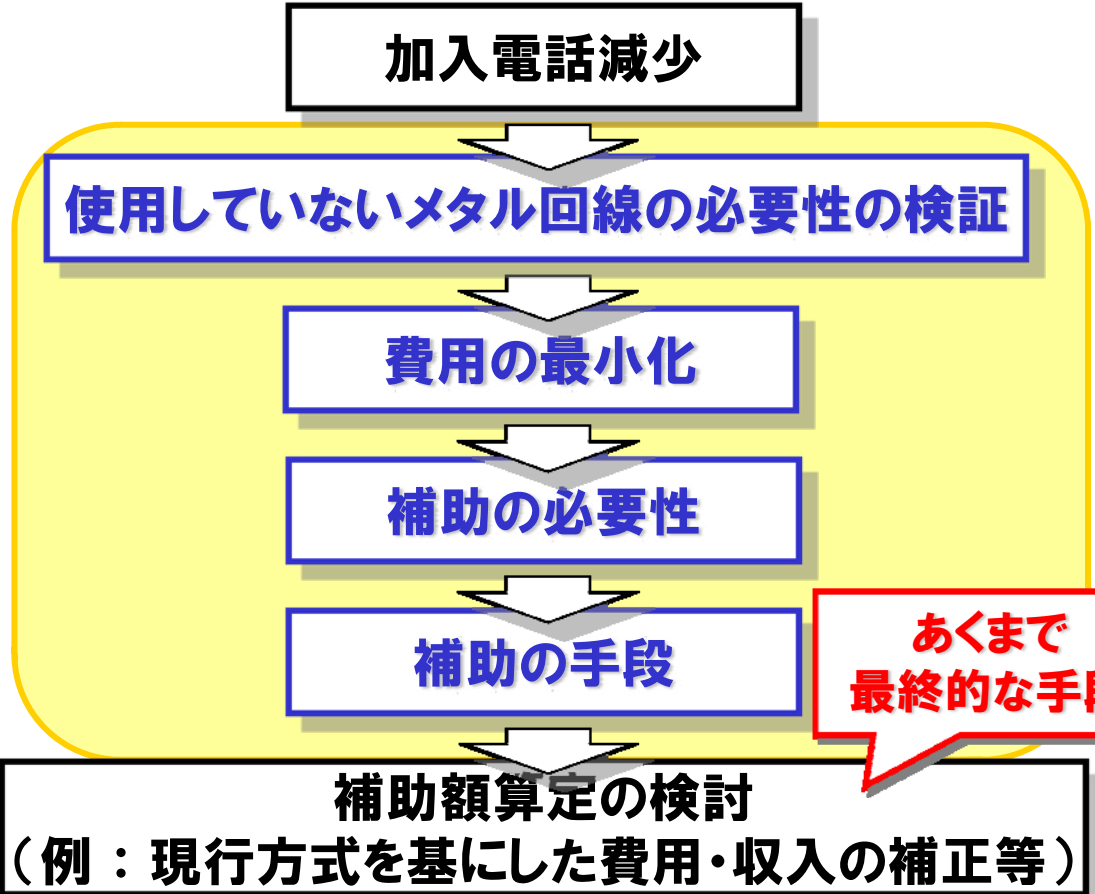 加入電話減少
使用していないメタル回線の必要性の検証
費用の最小化
補助の必要性
補助の手段
あくまで
最終的な手段
補助額算定の検討
（例：現行方式を基にした費用・収入の補正等）